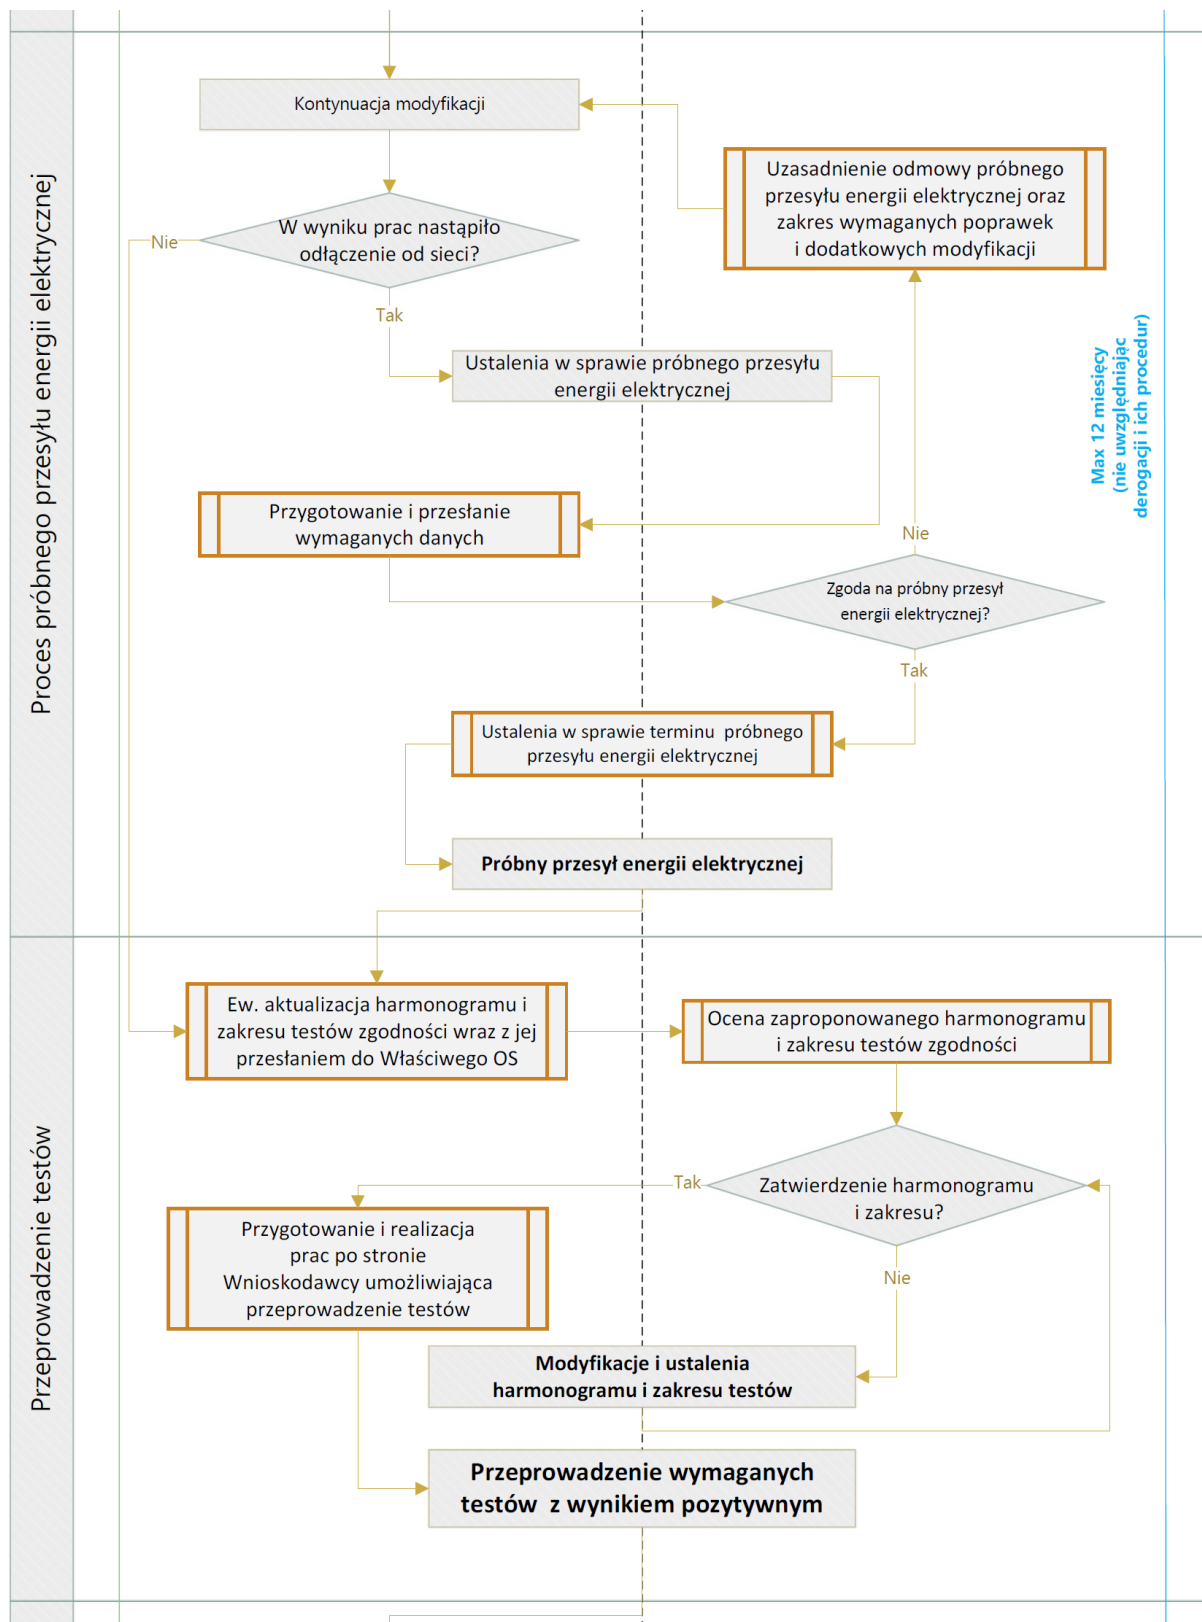 Proces próbnego przesyłu energii elektrycznej
Kontynuacja modyfikacji
Uzasadnienie odmowy próbnego
przesyłu energii elektrycznej oraz
zakres wymaganych poprawek
i dodatkowych modyfikacji
W wyniku prac nastąpiło
odłączenie od sieci?
Nie
Tak
Ustalenia w sprawie próbnego przesyłu
energii elektrycznej
Max 12 miesięcy
(nie uwzględniając
derogacji i ich procedur)
Przygotowanie i przesłanie
wymaganych danych
Nie
Zgoda na próbny przesył
energii elektrycznej?
Tak
Ustalenia w sprawie terminu próbnego
przesyłu energii elektrycznej
Próbny przesył energii elektrycznej
Przeprowadzenie testów
Ew. aktualizacja harmonogramu i
zakresu testów zgodności wraz z jej
przesłaniem do Właściwego OS
Ocena zaproponowanego harmonogramu
i zakresu testów zgodności
Tak
Zatwierdzenie harmonogramu
i zakresu?
Przygotowanie i realizacja
prac po stronie
Wnioskodawcy umożliwiająca
przeprowadzenie testów
Nie
Modyfikacje i ustalenia
harmonogramu i zakresu testów
Przeprowadzenie wymaganych
testów z wynikiem pozytywnym